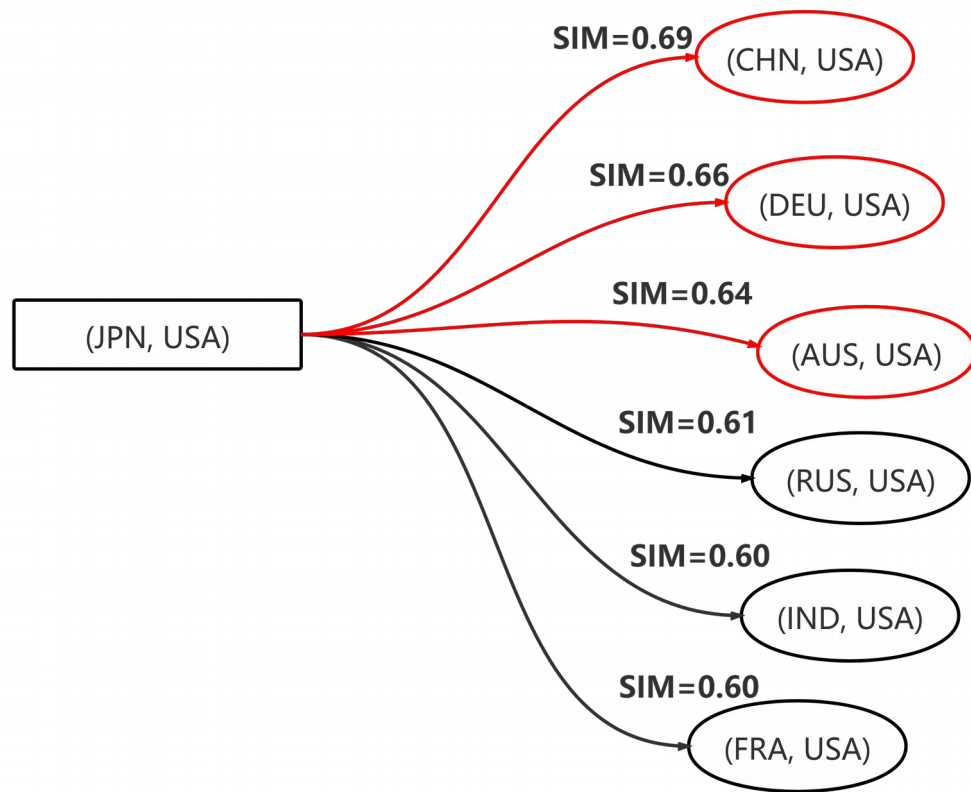 SIM=0.69
(CHN, USA)
SIM=0.66
(DEU, USA)
SIM=0.64
(JPN, USA)
(AUS, USA)
SIM=0.61
(RUS, USA)
SIM=0.60
(IND, USA)
SIM=0.60
(FRA, USA)